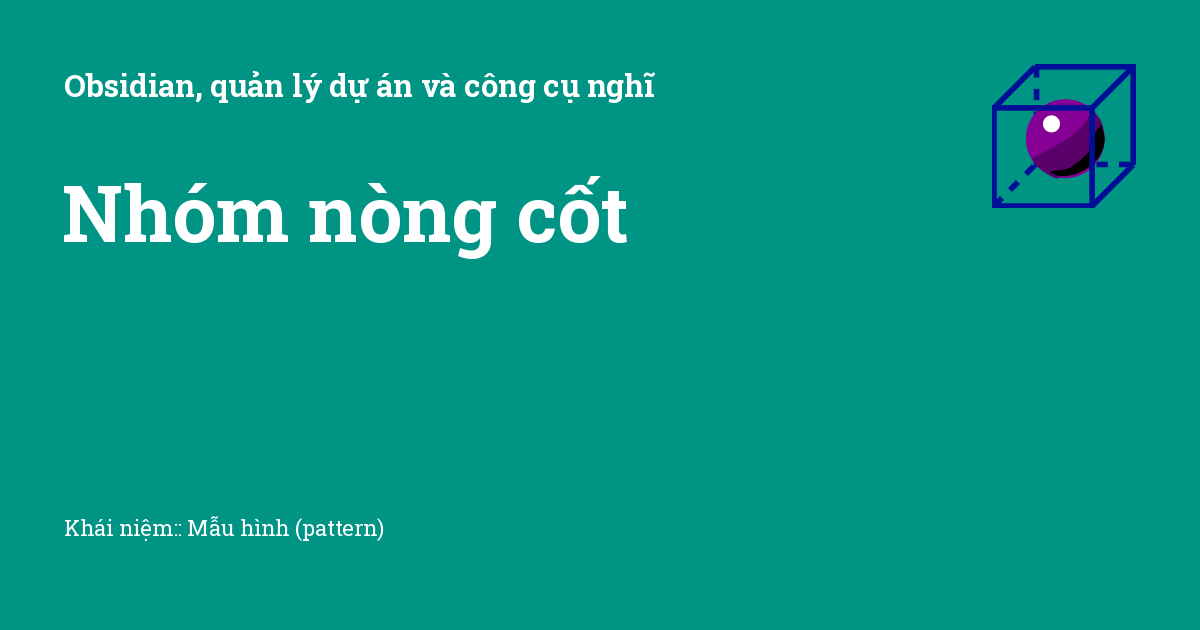 Obsidian, quản lý dự án và công cụ nghĩ
Nhóm nòng cốt
Khái niệm:: Mẫu hình (pattern)